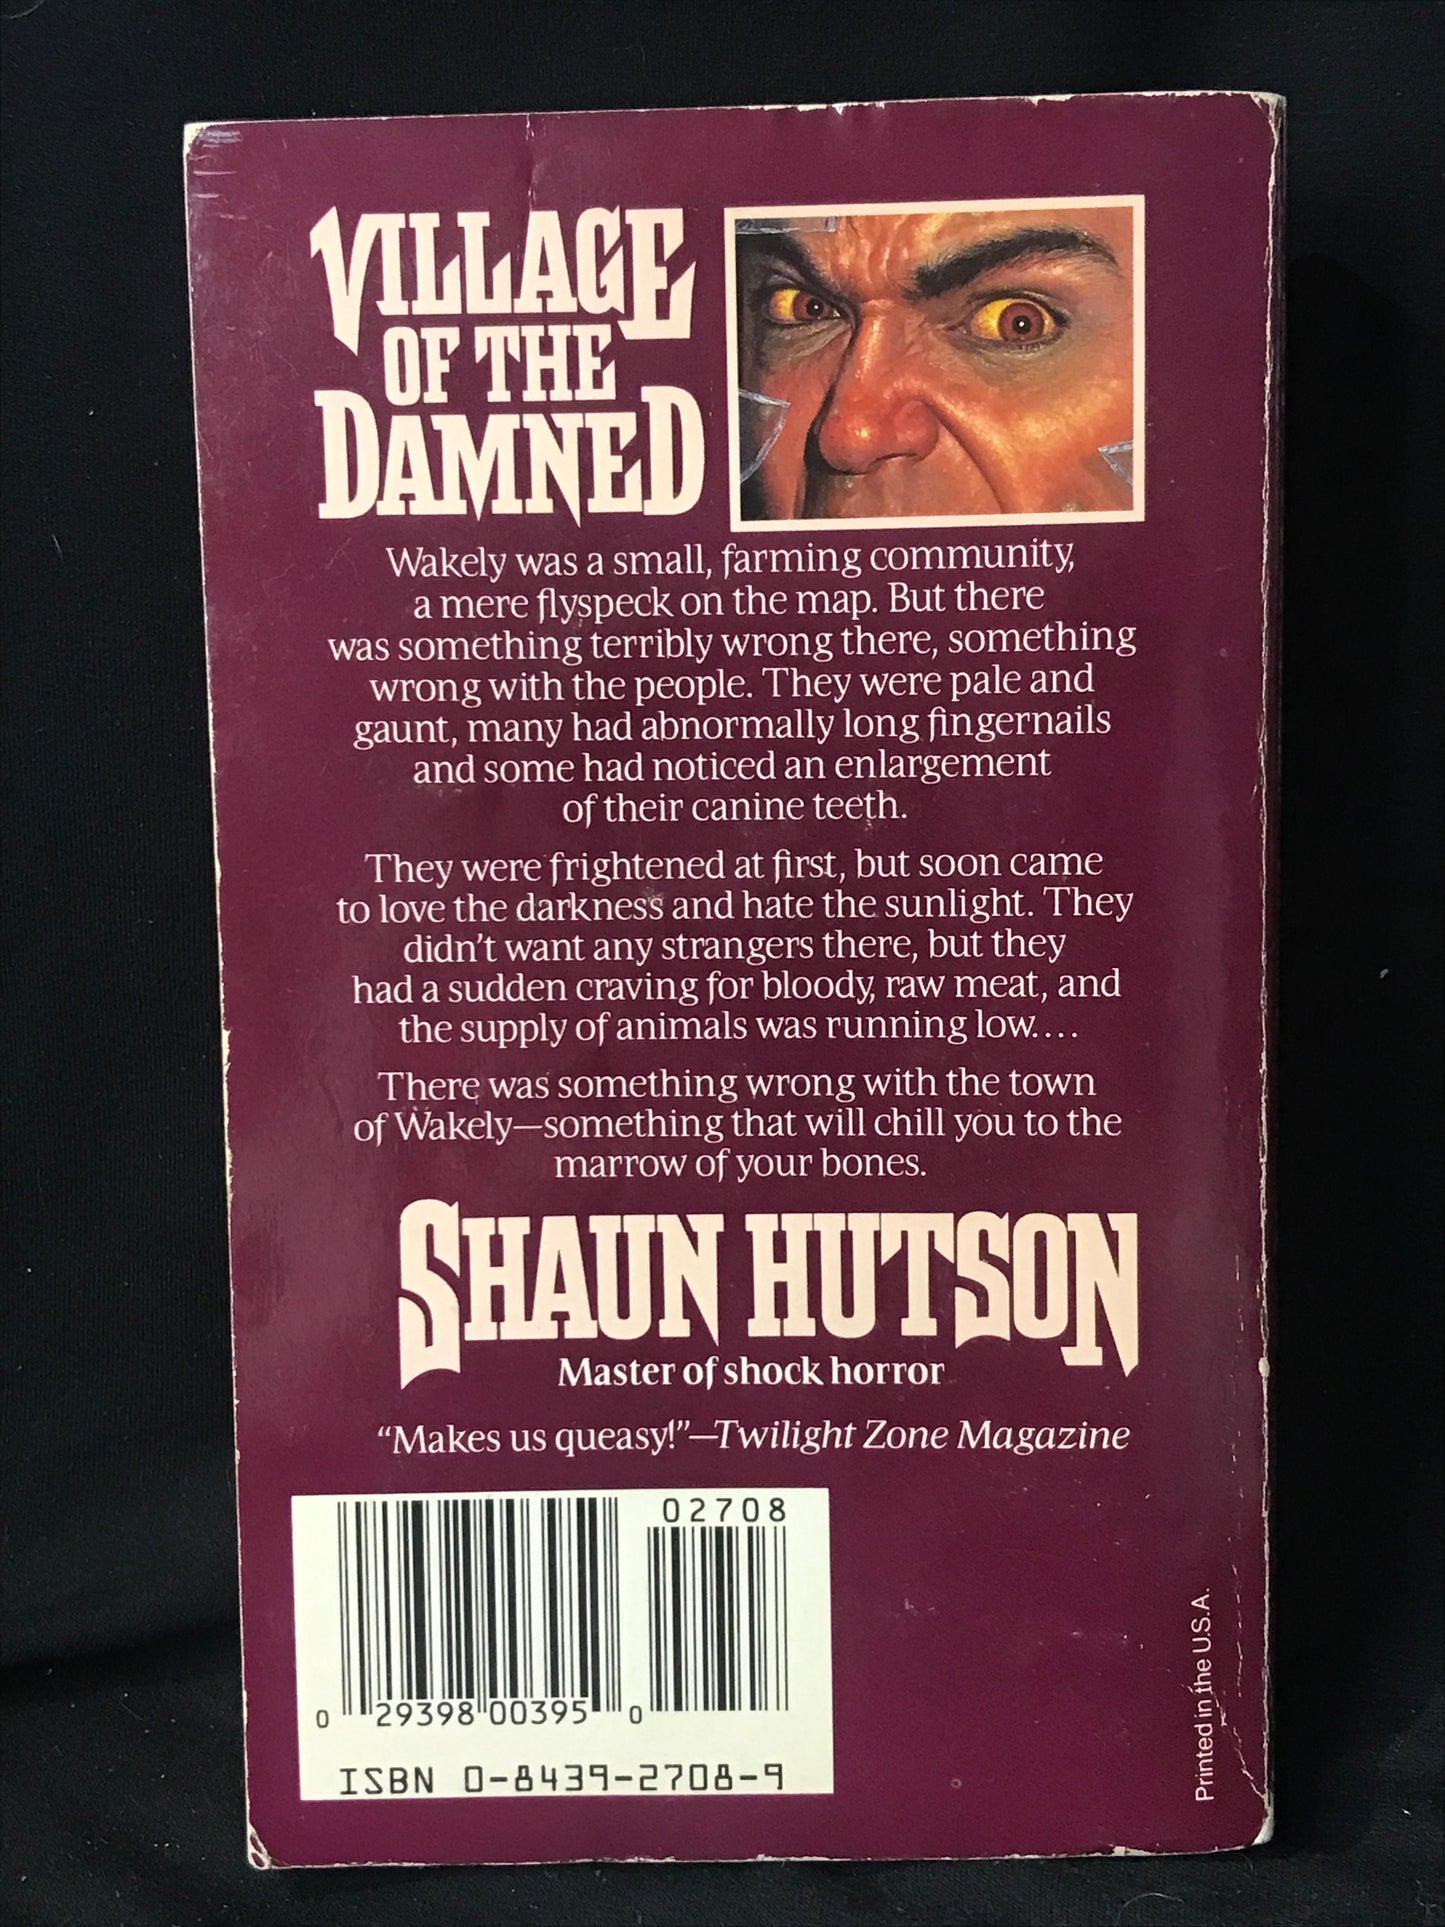 VILLAGE
OF THE
DAMNED
Wakely was a small, farming community,
a mere flyspeck on the map. But there
was something terribly wrong there, something
wrong with the people. They were pale and
gaunt, many had abnormally long fingernails
and some had noticed an enlargement
of their canine teeth.
They were frightened at first, but soon came
to love the darkness and hate the sunlight. They
didn't want any strangers there, but they
had a sudden craving for bloody, raw meat, and
the supply of animals was running low....
There was something wrong with the town
of Wakely—something that will chill you to the
marrow of your bones.
SHAUN HUTSON
Master of shock horror
“Makes us queasy!”—Twilight Zone Magazine
02708
0 29398 00395 0
ISBN 0-8439-2708-9
Printed in the U.S.A.